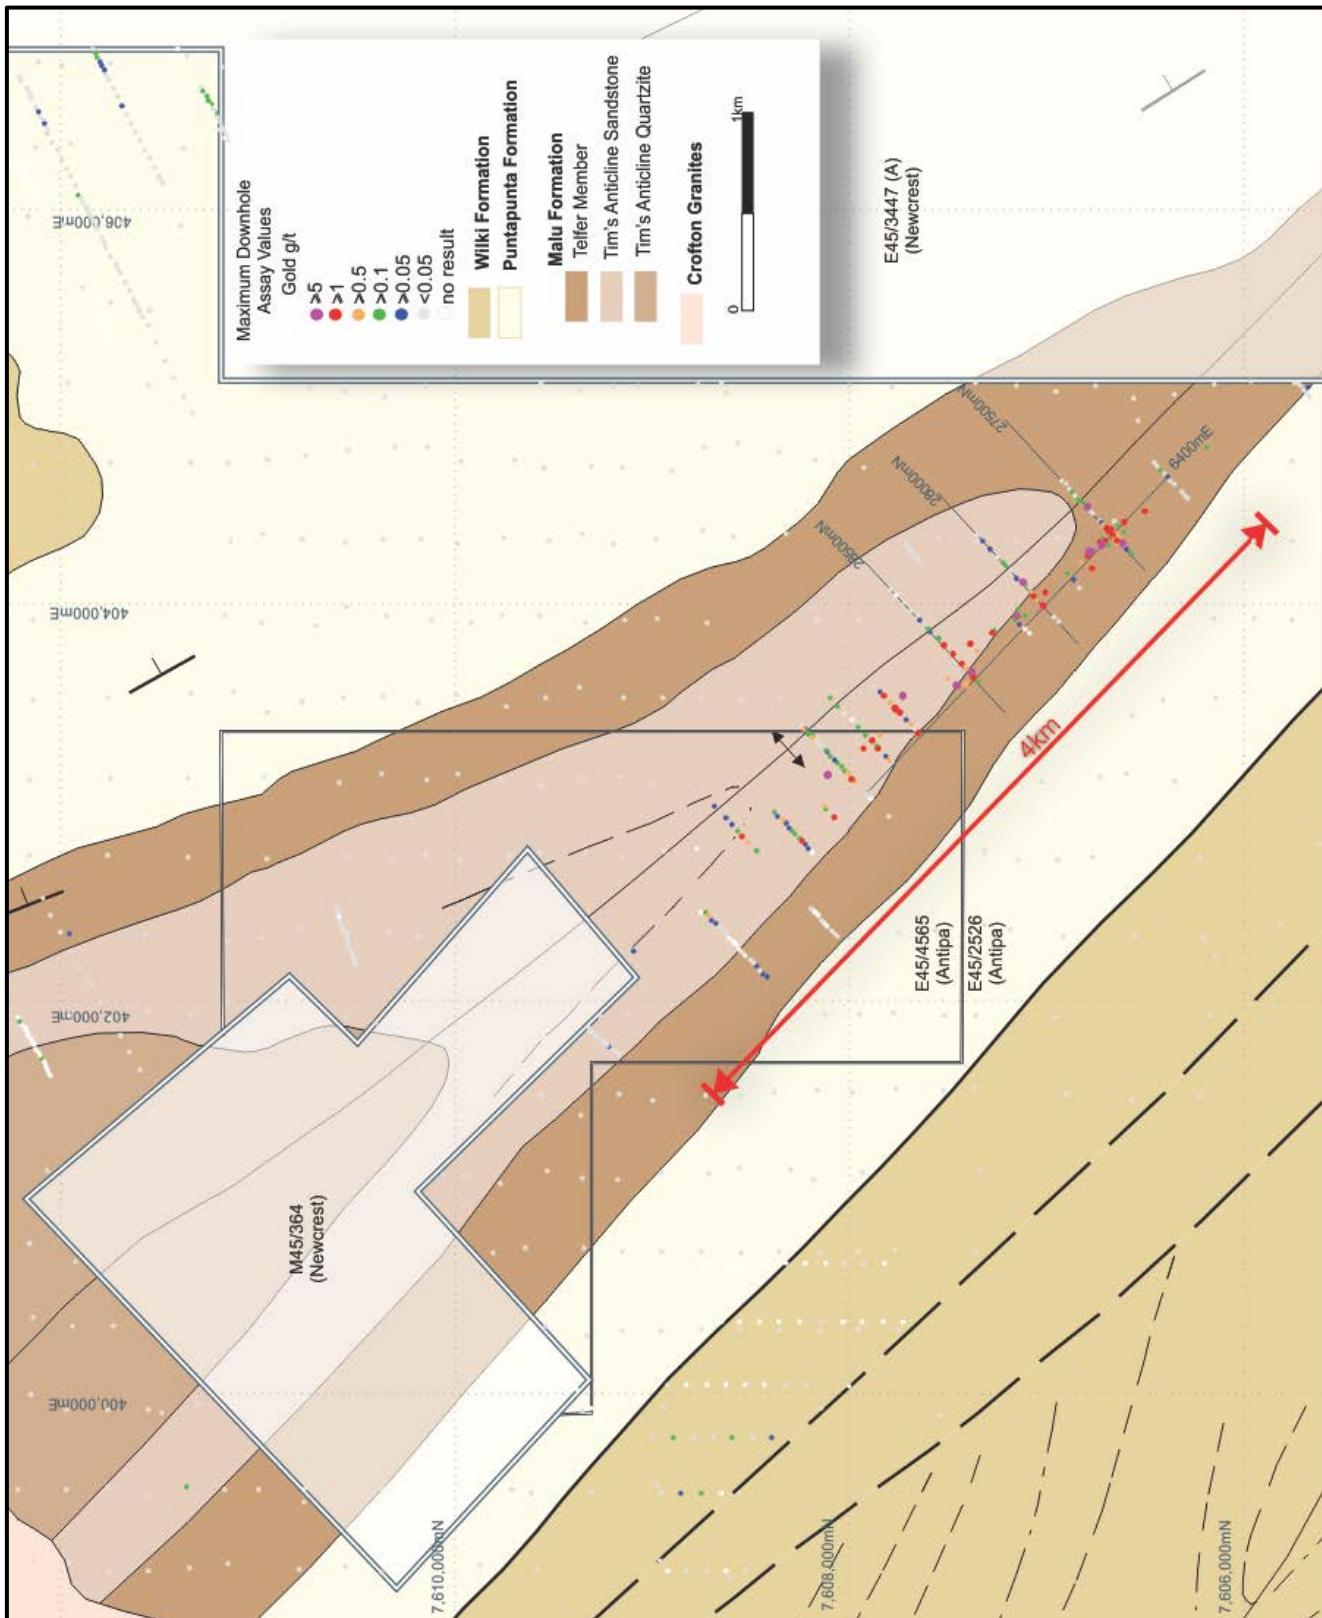 Maximum Downhole
Assay Values
Gold g/t
>5
>1
>0.5
>0.1
>0.05
<0.05
no result
Wilki Formation
Puntapunta Formation
Malu Formation
Telfer Member
Tim's Anticline Sandstone
Tim's Anticline Quartzite
Crofton Granites
0
1km
E45/3447 (A)
(Newcrest)
406,000mE
404,000mE
402,000mE
400,000mE
27500mN
28000mN
28500mN
6400mE
4km
E45/4565
(Antipa)
E45/2526
(Antipa)
M45/364
(Newcrest)
7,610,000mN
7,608,000mN
7,606,000mN